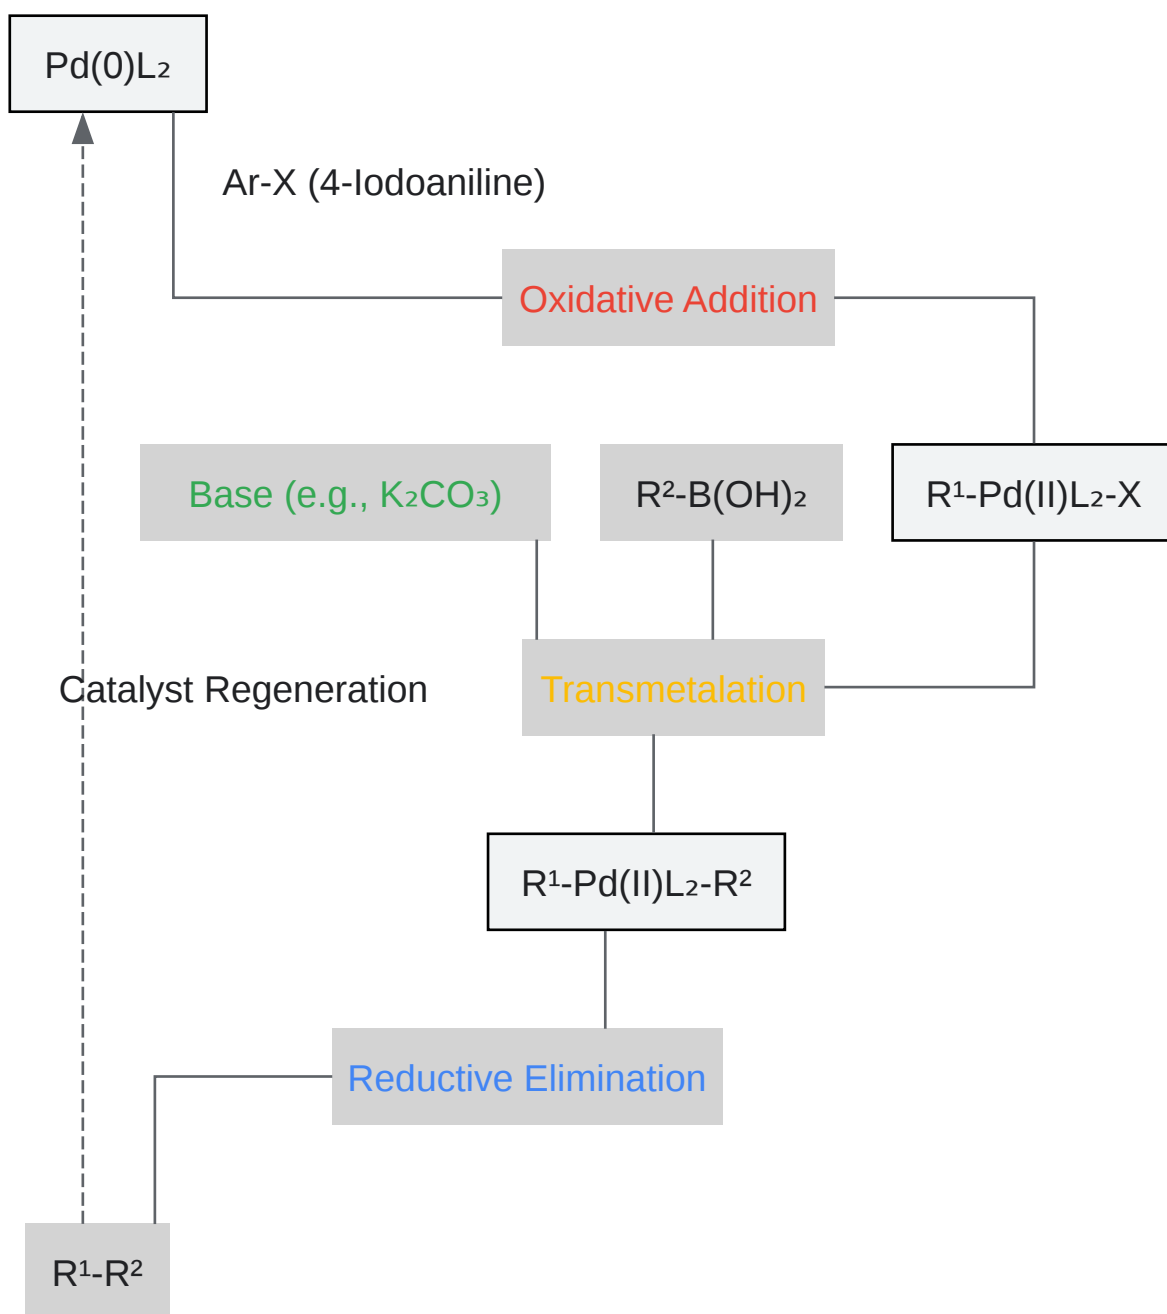 Pd(0)L₂
Ar-X (4-Iodoaniline)
Oxidative Addition
Base (e.g., K₂CO₃)
R²-B(OH)₂
R¹-Pd(II)L₂-X
Catalyst Regeneration
Transmetalation
R¹-Pd(II)L₂-R²
Reductive Elimination
R¹-R²